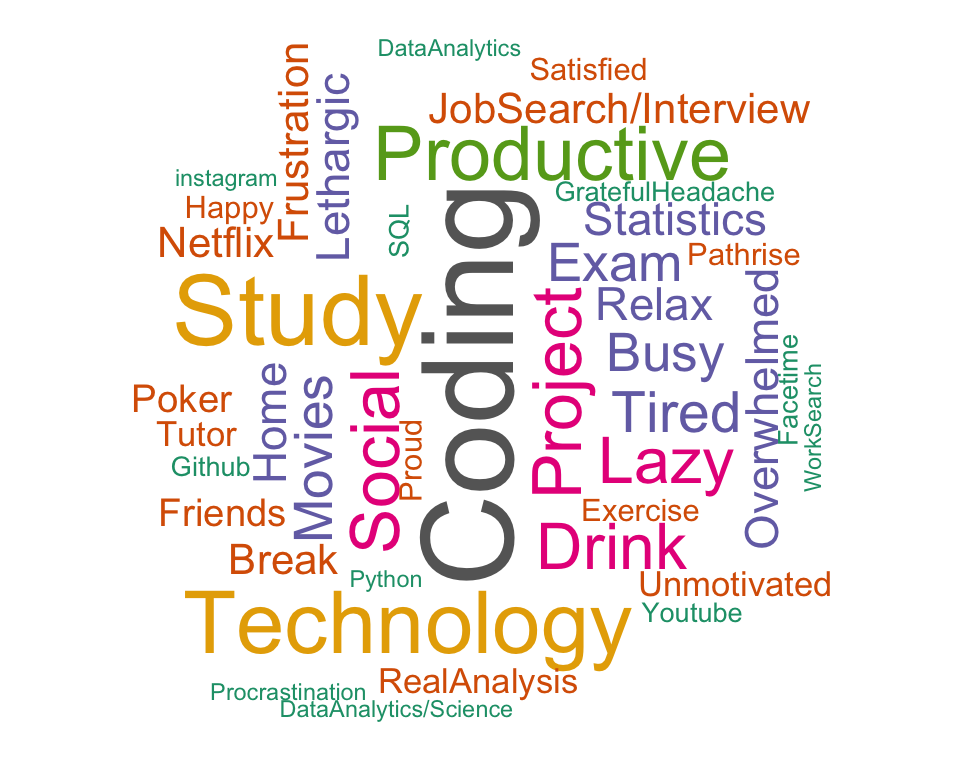 DataAnalytics
Satisfied
JobSearch/Interview
Frustration
Lethargic
Productive
instagram
GratefulHeadache
Happy
SQL
Statistics
Netflix
Coding
Exam
Pathrise
Study
Project
Relax
Busy
Overwhelmed
Facetime
WorkSearch
Poker
Home
Movies
Social
Proud
Tired
Tutor
Github
Lazy
Friends
Exercise
Drink
Break
Python
Unmotivated
Technology
Youtube
RealAnalysis
Procrastination
DataAnalytics/Science